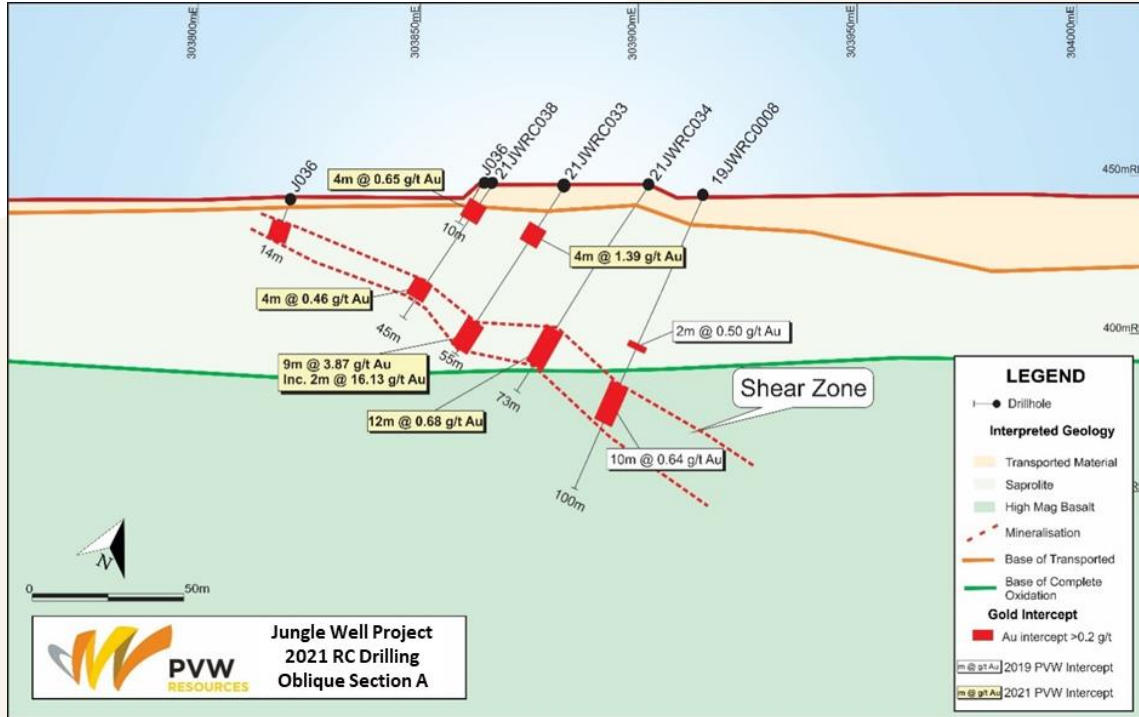 303800mE
303850mE
303900mE
303950mE
304000mE
450mRl
J036
J036
21JWRC038
21JWRC033
21JWRC034
19JWRC0008
4m @ 0.65 g/t Au
10m
14m
4m @ 1.39 g/t Au
4m @ 0.46 g/t Au
45m
55m
400mR
2m @ 0.50 g/t Au
9m @ 3.87 g/t Au
Inc. 2m @ 16.13 g/t Au
73m
12m @ 0.68 g/t Au
Shear Zone
10m @ 0.64 g/t Au
100m
N
0
50m
PVW
RESOURCES
Jungle Well Project
2021 RC Drilling
Oblique Section A
LEGEND
Drillhole
Interpreted Geology
Transported Material
Saprolite
High Mag Basalt
Mineralisation
Base of Transported
Base of Complete
Oxidation
Gold Intercept
Au intercept >0.2 g/t
m @ g/t Au 2019 PVW Intercept
m @ g/t Au 2021 PVW Intercept